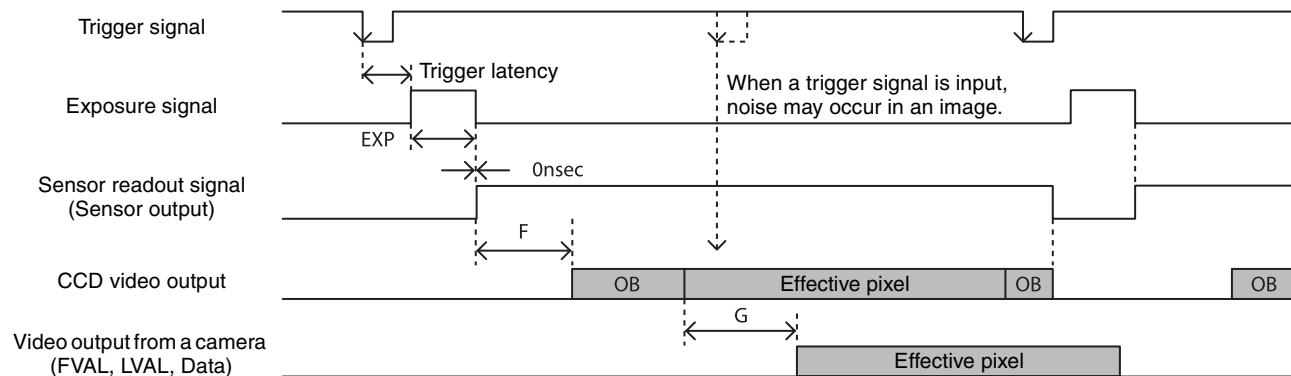 Trigger signal
Trigger latency
When a trigger signal is input,
noise may occur in an image.
Exposure signal
EXP
0nsec
Sensor readout signal
(Sensor output)
F
CCD video output
OB
Effective pixel
OB
OB
G
Video output from a camera
(FVAL, LVAL, Data)
Effective pixel